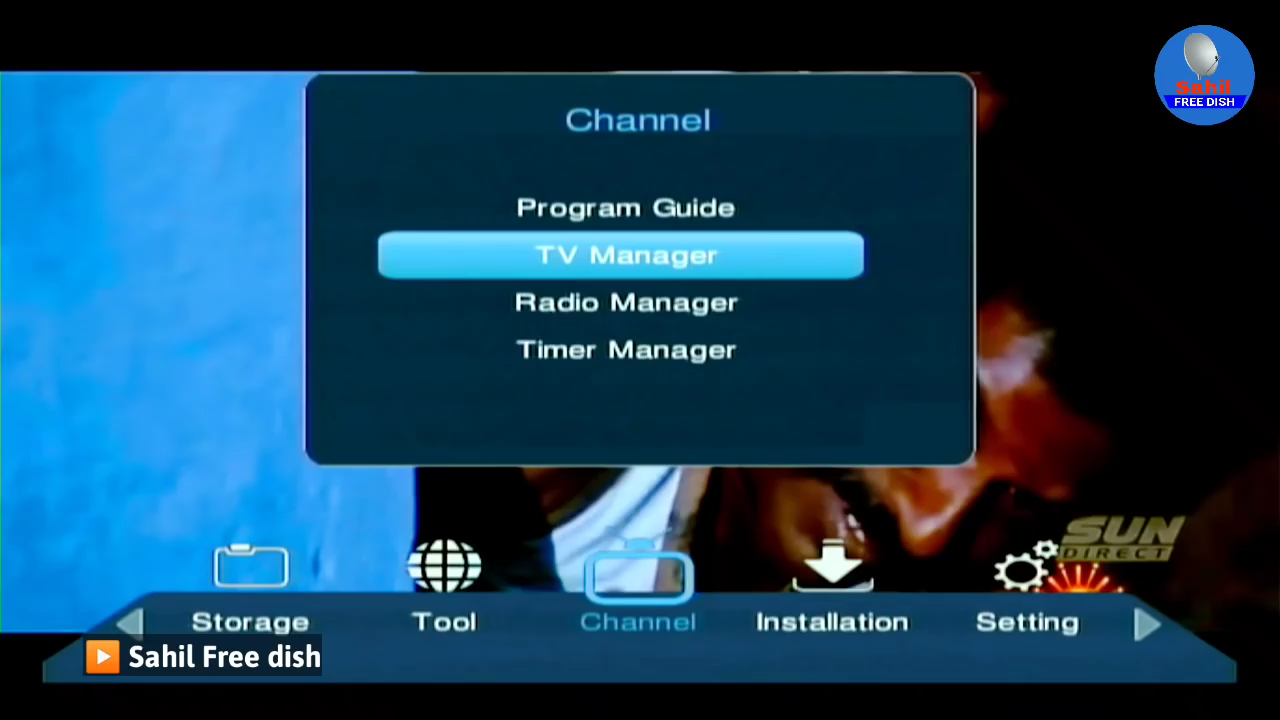 Sahil
FREE DISH
Channel
Program Guide
TV Manager
Radio Manager
Timer Manager
SUN
DIRECT
Storage
Tool
Channel
Installation
Setting
Sahil Free dish